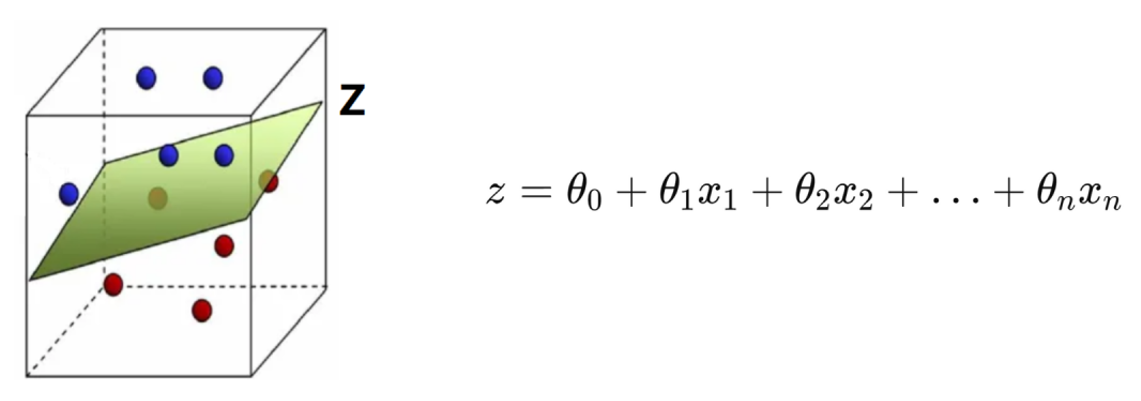 Z
z = θ₀ + θ₁x₁ + θ₂x₂ + … + θₙxₙ